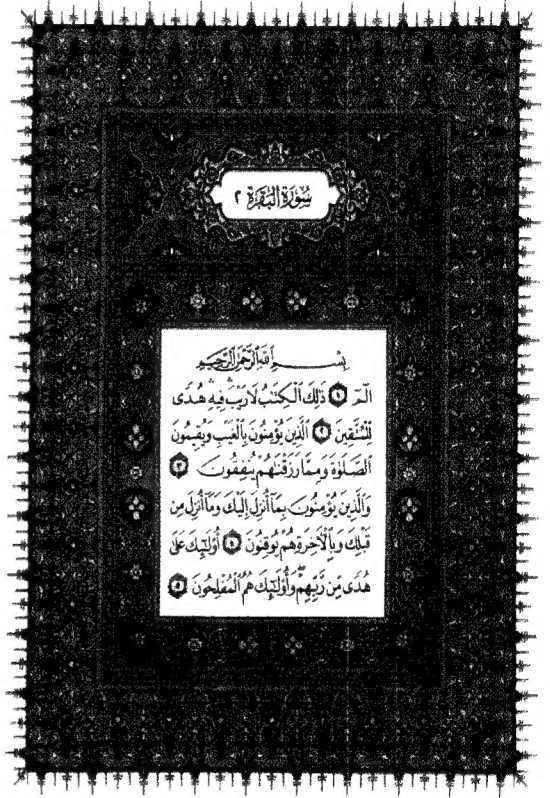 سُورَةُ البَقَرَةِ ٢
بِسْمِ ٱللَّهِ ٱلرَّحْمَٰنِ ٱلرَّحِيمِ
الٓمٓ ١ ذَٰلِكَ ٱلْكِتَٰبُ لَا رَيْبَ ۛ فِيهِ ۛ هُدًى
لِّلْمُتَّقِينَ ٢ ٱلَّذِينَ يُؤْمِنُونَ بِٱلْغَيْبِ وَيُقِيمُونَ
ٱلصَّلَوٰةَ وَمِمَّا رَزَقْنَٰهُمْ يُنفِقُونَ ٣
وَٱلَّذِينَ يُؤْمِنُونَ بِمَآ أُنزِلَ إِلَيْكَ وَمَآ أُنزِلَ مِن
قَبْلِكَ وَبِٱلْءَاخِرَةِ هُمْ يُوقِنُونَ ٤ أُو۟لَٰٓئِكَ عَلَىٰ
هُدًى مِّن رَّبِّهِمْ ۖ وَأُو۟لَٰٓئِكَ هُمُ ٱلْمُفْلِحُونَ ٥